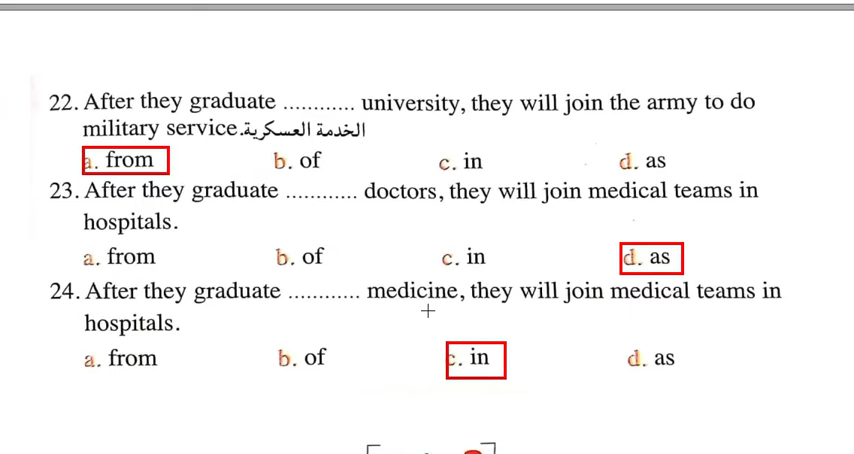 22. After they graduate ............ university, they will join the army to do
military service.الخدمة العسكرية
a. from b. of c. in d. as
23. After they graduate ............ doctors, they will join medical teams in
hospitals.
a. from b. of c. in d. as
24. After they graduate ............ medicine, they will join medical teams in
hospitals.
a. from b. of c. in d. as